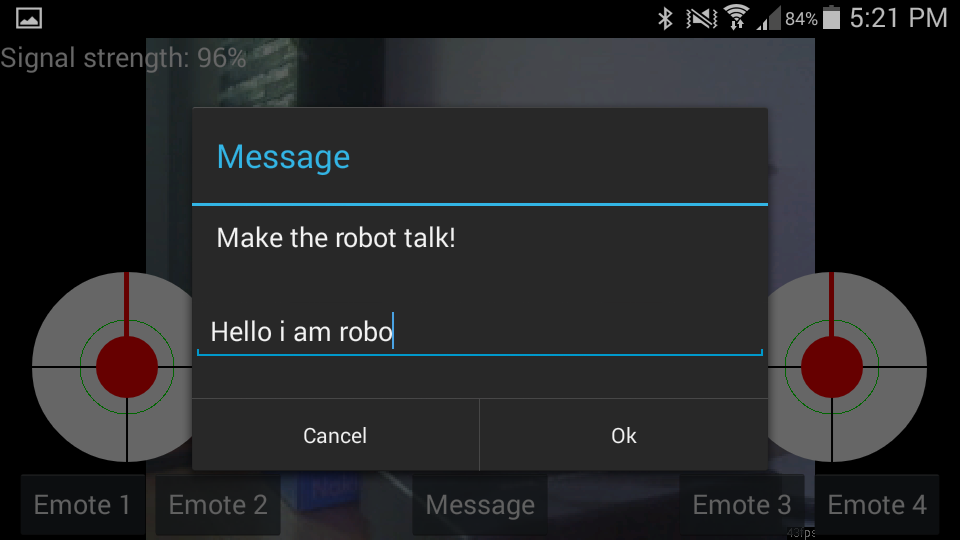 84% 5:21 PM
Signal strength: 96%
Message
Make the robot talk!
Hello i am robo
Cancel Ok
Emote 1 Emote 2 Message Emote 3 Emote 4